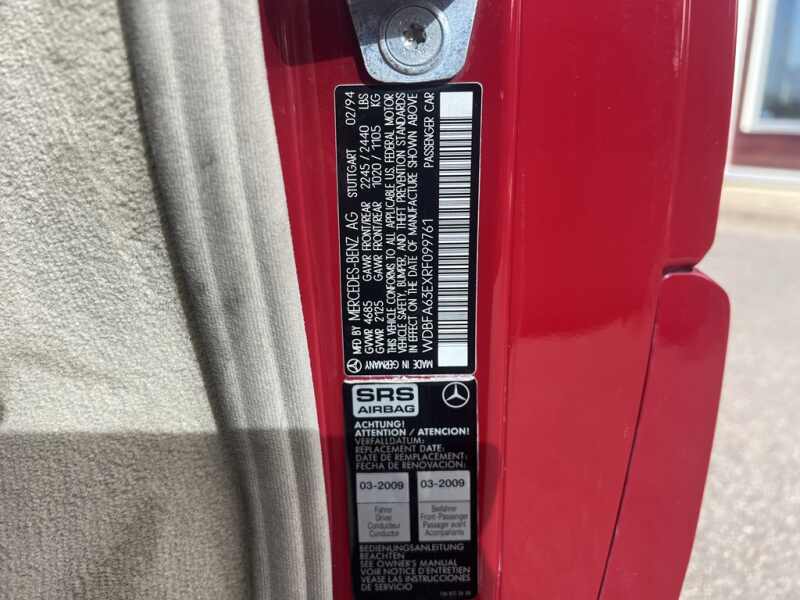 MFD BY MERCEDES-BENZ AG STUTTGART 02/94
GVWR 4685 GAWR FRONT/REAR 2245 / 2440 LBS
GVWR 2125 GAWR FRONT/REAR 1020 / 1105 KG
THIS VEHICLE CONFORMS TO ALL APPLICABLE U.S. FEDERAL MOTOR
VEHICLE SAFETY, BUMPER, AND THEFT PREVENTION STANDARDS
IN EFFECT ON THE DATE OF MANUFACTURE SHOWN ABOVE
WDBFA63EXRF099761 PASSENGER CAR
MADE IN GERMANY
SRS
AIRBAG
ACHTUNG!
ATTENTION / ATENCION!
VERFALLDATUM:
REPLACEMENT DATE:
DATE DE REMPLACEMENT:
FECHA DE RENOVACION:
03-2009 03-2009
Fahrer Beifahrer
Driver Front-Passenger
Conducteur Passager avant
Conductor Acompañante
BEDIENUNGSANLEITUNG
BEACHTEN
SEE OWNER'S MANUAL
VOIR NOTICE D'ENTRETIEN
VEASE LAS INSTRUCCIONES
DE SERVICIO